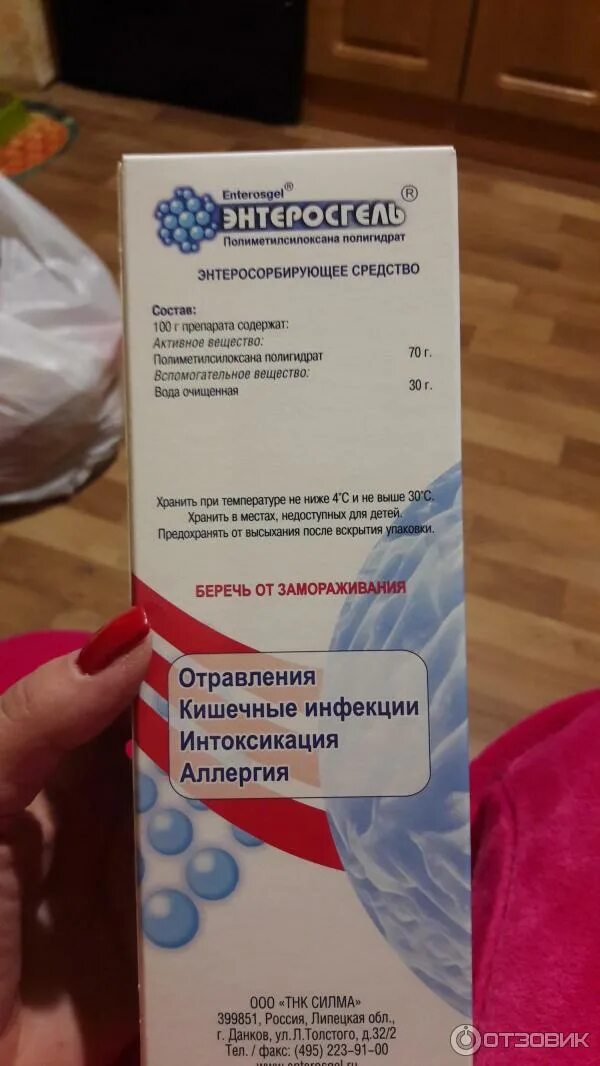 Enterosgel®
ЭНТЕРОСГЕЛЬ®
Полиметилсилоксана полигидрат
ЭНТЕРОСОРБИРУЮЩЕЕ СРЕДСТВО
Состав:
100 г препарата содержат:
Активное вещество:
Полиметилсилоксана полигидрат 70 г.
Вспомогательное вещество:
Вода очищенная 30 г.
Хранить при температуре не ниже 4°C и не выше 30°C.
Хранить в местах, недоступных для детей.
Предохранять от высыхания после вскрытия упаковки.
БЕРЕЧЬ ОТ ЗАМОРАЖИВАНИЯ
Отравления
Кишечные инфекции
Интоксикация
Аллергия
ООО «ТНК СИЛМА»
399851, Россия, Липецкая обл.,
г. Данков, ул.Л.Толстого, д.32/2
Тел. / факс: (495) 223-91-00
www.enterosgel.ru
ОТЗОВИК